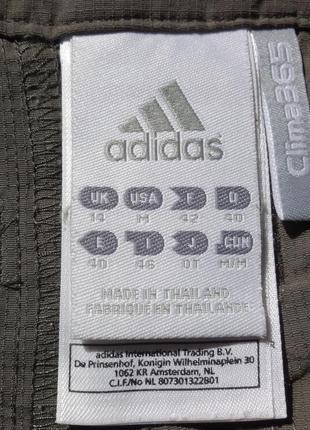 adidas
Clima365
UK USA F D
14 M 42 40
E I J CDN
40 46 OT M/M
MADE IN THAILAND
FABRIQUÉ EN THAILANDE
adidas International Trading B.V.
De Prinsenhof, Konigin Wilhelminaplein 30
1062 KR Amsterdam, NL
C.I.F./No NL 807301322B01